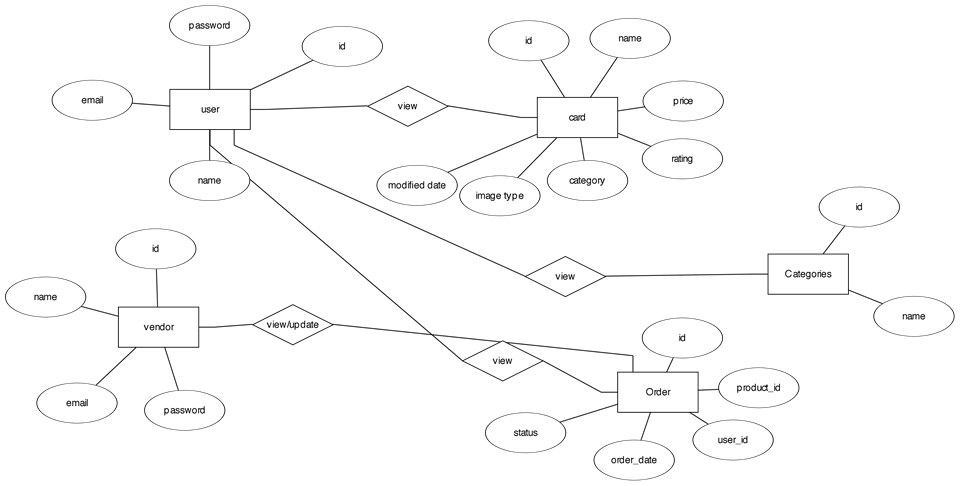 password
id
id
name
email
user
view
card
price
rating
name
modified date
image type
category
id
id
view
Categories
name
vendor
view/update
name
id
view
email
password
Order
product_id
status
order_date
user_id